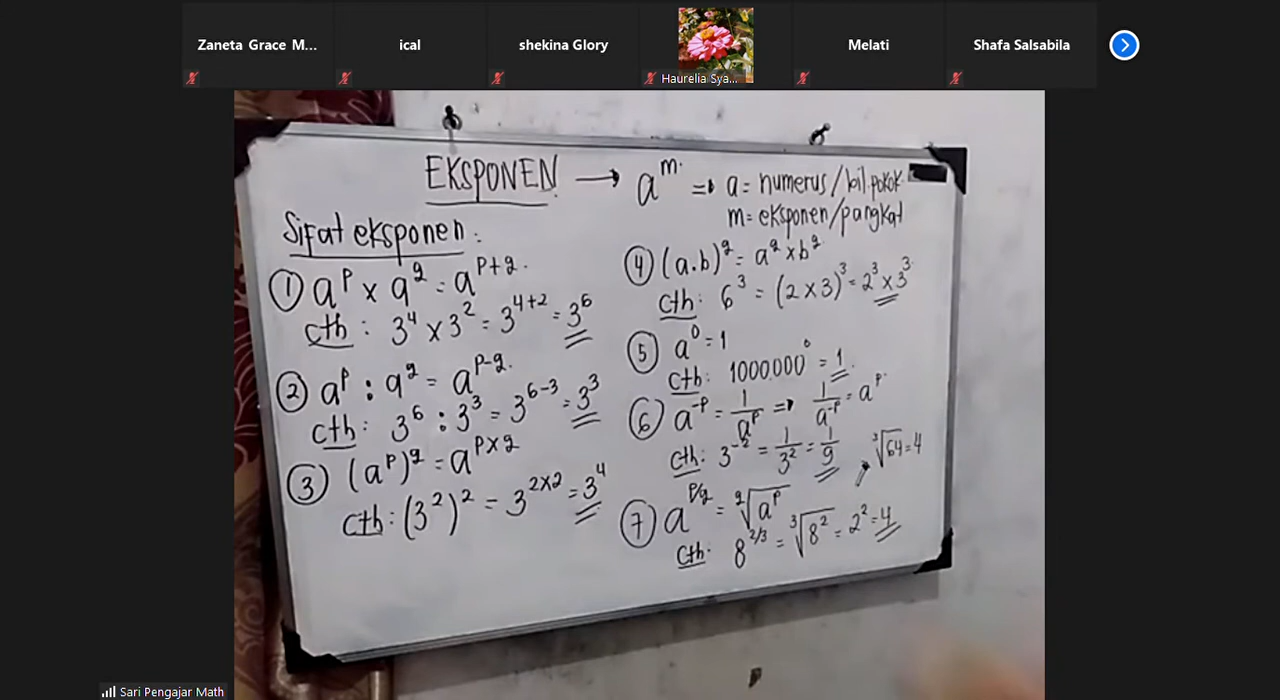 Zaneta Grace M...
ical
shekina Glory
Haurelia Sya...
Melati
Shafa Salsabila
EKSPONEN → a^m => a = numerus/bil. pokok
m = eksponen/pangkat
Sifat eksponen :
① a^p x a^q = a^(p+q)
Cth : 3^4 x 3^2 = 3^(4+2) = 3^6
② a^p : a^q = a^(p-q)
Cth : 3^6 : 3^3 = 3^(6-3) = 3^3
③ (a^p)^q = a^(p x q)
Cth : (3^2)^2 = 3^(2x2) = 3^4
④ (a.b)^q = a^q x b^q
Cth : 6^3 = (2 x 3)^3 = 2^3 x 3^3
⑤ a^0 = 1
Cth : 1000.000^0 = 1
⑥ a^-p = 1/a^p => 1/a^-p = a^p
Cth : 3^-2 = 1/3^2 = 1/9
³√64 = 4
⑦ a^(p/q) = q√a^p
Cth : 8^(2/3) = ³√8^2 = 2^2 = 4
Sari Pengajar Math